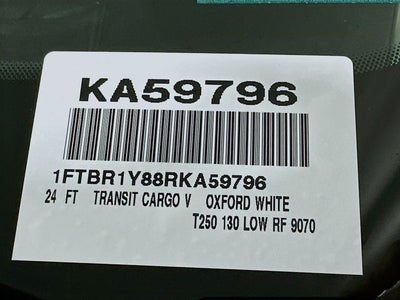 KA59796
1FTBR1Y88RKA59796
24 FT TRANSIT CARGO V OXFORD WHITE
T250 130 LOW RF 9070